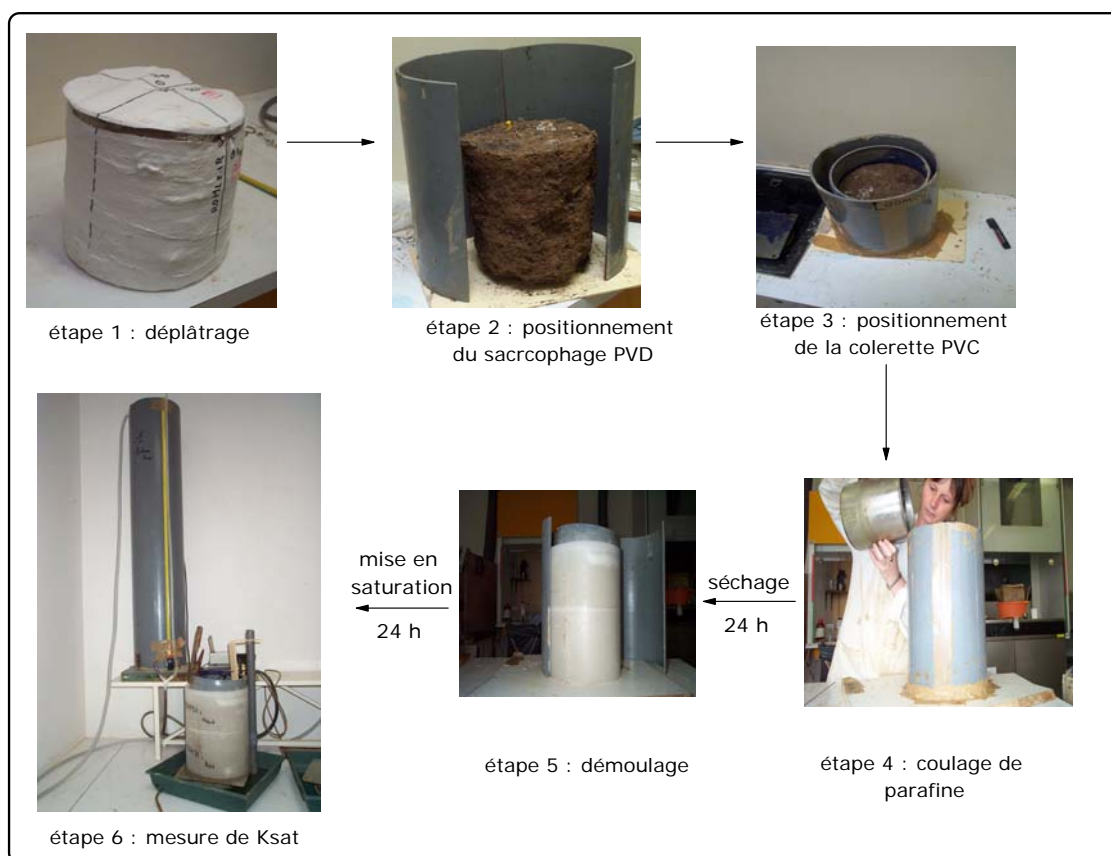 étape 1 : déplâtrage
étape 2 : positionnement
du sacrcophage PVD
étape 3 : positionnement
de la colerette PVC
mise en
saturation
24 h
séchage
24 h
étape 4 : coulage de
parafine
étape 5 : démoulage
étape 6 : mesure de Ksat